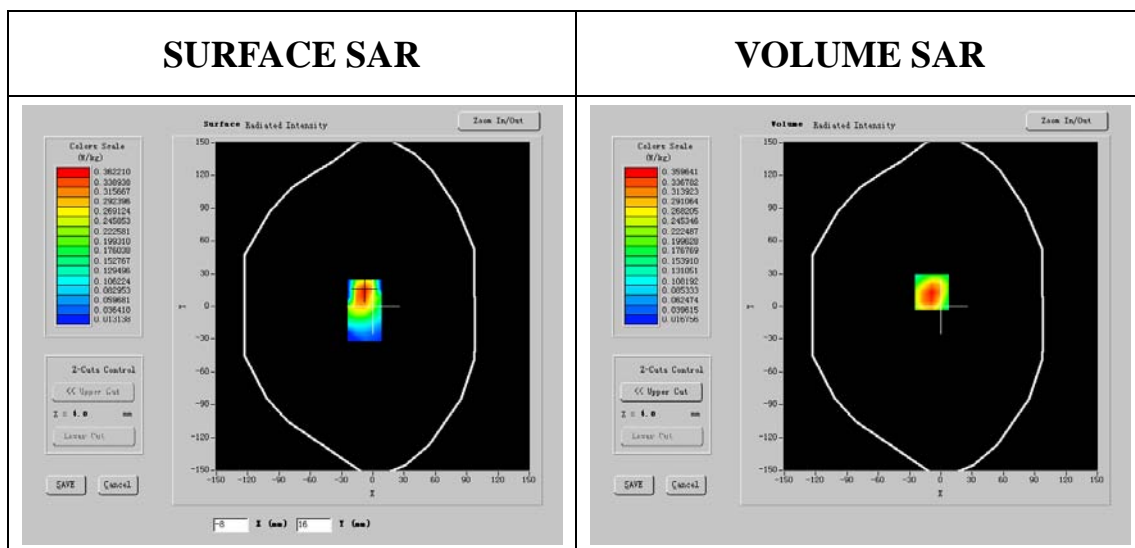 SURFACE SAR
VOLUME SAR
Surface Radiated Intensity
Zoom In/Out
Colors Scale
(W/kg)
0.362210
0.338938
0.315667
0.292396
0.269124
0.245853
0.222581
0.199310
0.176038
0.152767
0.129496
0.106224
0.082953
0.059681
0.036410
0.013138
150
120
90
60
30
0
-30
-60
-90
-120
-150
Y
-150 -120 -90 -60 -30 0 30 60 90 120 150
X
Z-Cuts Control
<< Upper Cut
Z = 4.0 mm
Lower Cut
SAVE Cancel
-8 X (mm) 16 Y (mm)
Volume Radiated Intensity
Zoom In/Out
Colors Scale
(W/kg)
0.359641
0.336782
0.313923
0.291064
0.268205
0.245346
0.222487
0.199628
0.176769
0.153910
0.131051
0.108192
0.085333
0.062474
0.039615
0.016756
150
120
90
60
30
0
-30
-60
-90
-120
-150
Y
-150 -120 -90 -60 -30 0 30 60 90 120 150
X
Z-Cuts Control
<< Upper Cut
Z = 4.0 mm
Lower Cut
SAVE Cancel